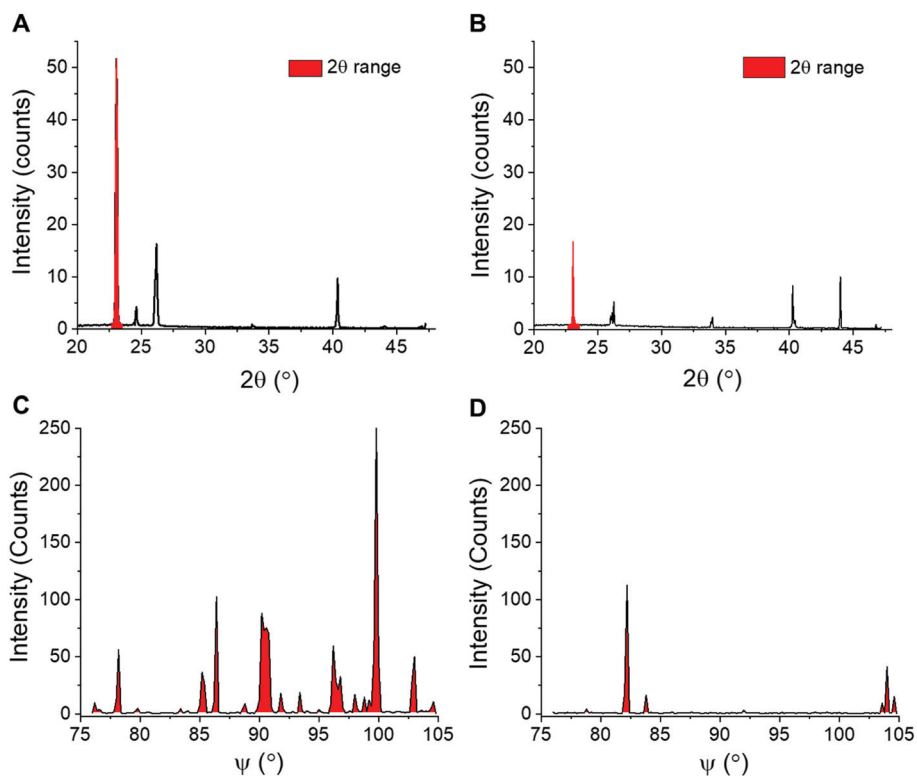 A
Intensity (counts)
50
40
30
20
10
0
2θ range
20 25 30 35 40 45
2θ (°)
B
Intensity (counts)
50
40
30
20
10
0
2θ range
20 25 30 35 40 45
2θ (°)
C
Intensity (Counts)
250
200
150
100
50
0
75 80 85 90 95 100 105
ψ (°)
D
Intensity (Counts)
250
200
150
100
50
0
75 80 85 90 95 100 105
ψ (°)